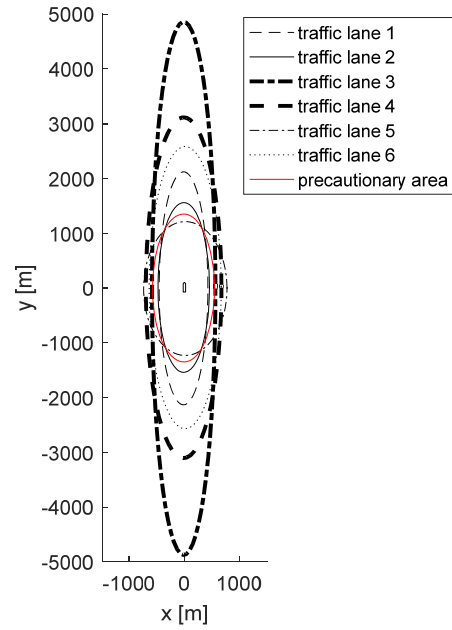 5000
4000
3000
2000
1000
0
-1000
-2000
-3000
-4000
-5000
y [m]
-1000 0 1000
x [m]
traffic lane 1
traffic lane 2
traffic lane 3
traffic lane 4
traffic lane 5
traffic lane 6
precautionary area